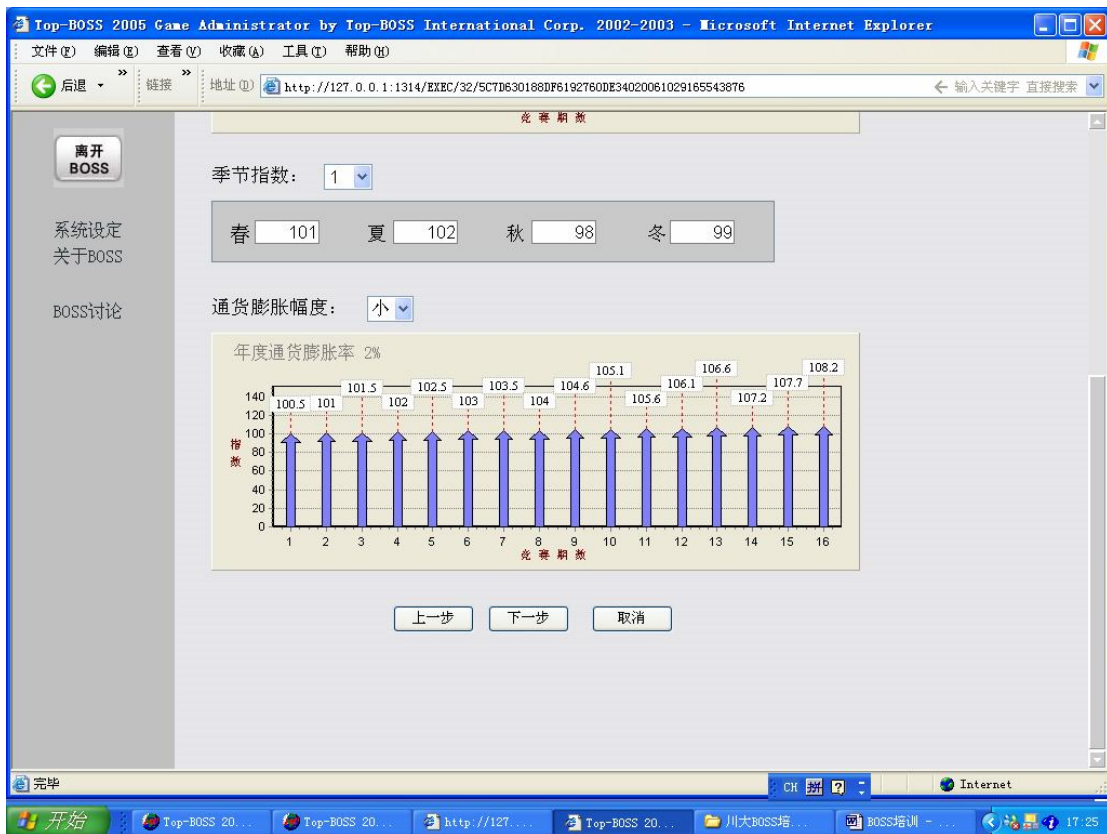 Top-BOSS 2005 Game Administrator by Top-BOSS International Corp. 2002-2003 - Microsoft Internet Explorer
文件(F) 编辑(E) 查看(V) 收藏(A) 工具(T) 帮助(H)
后退 » 链接 » 地址(D) http://127.0.0.1:1314/EXEC/32/5C7D630188DF6192760DE34020061029165543876 输入关键字 直接搜索
竞赛期数
离开
BOSS
季节指数： 1
系统设定
关于BOSS
春 101 夏 102 秋 98 冬 99
BOSS讨论
通货膨胀幅度： 小
年度通货膨胀率 2%
100.5 101 101.5 102 102.5 103 103.5 104 104.6 105.1 105.6 106.1 106.6 107.2 107.7 108.2
指数
140
120
100
80
60
40
20
0
1 2 3 4 5 6 7 8 9 10 11 12 13 14 15 16
竞赛期数
上一步 下一步 取消
完毕 CH 拼 ? Internet
开始 Top-BOSS 20... Top-BOSS 20... http://127.... Top-BOSS 20... 川大BOSS培... BOSS培训 - ... 17:25